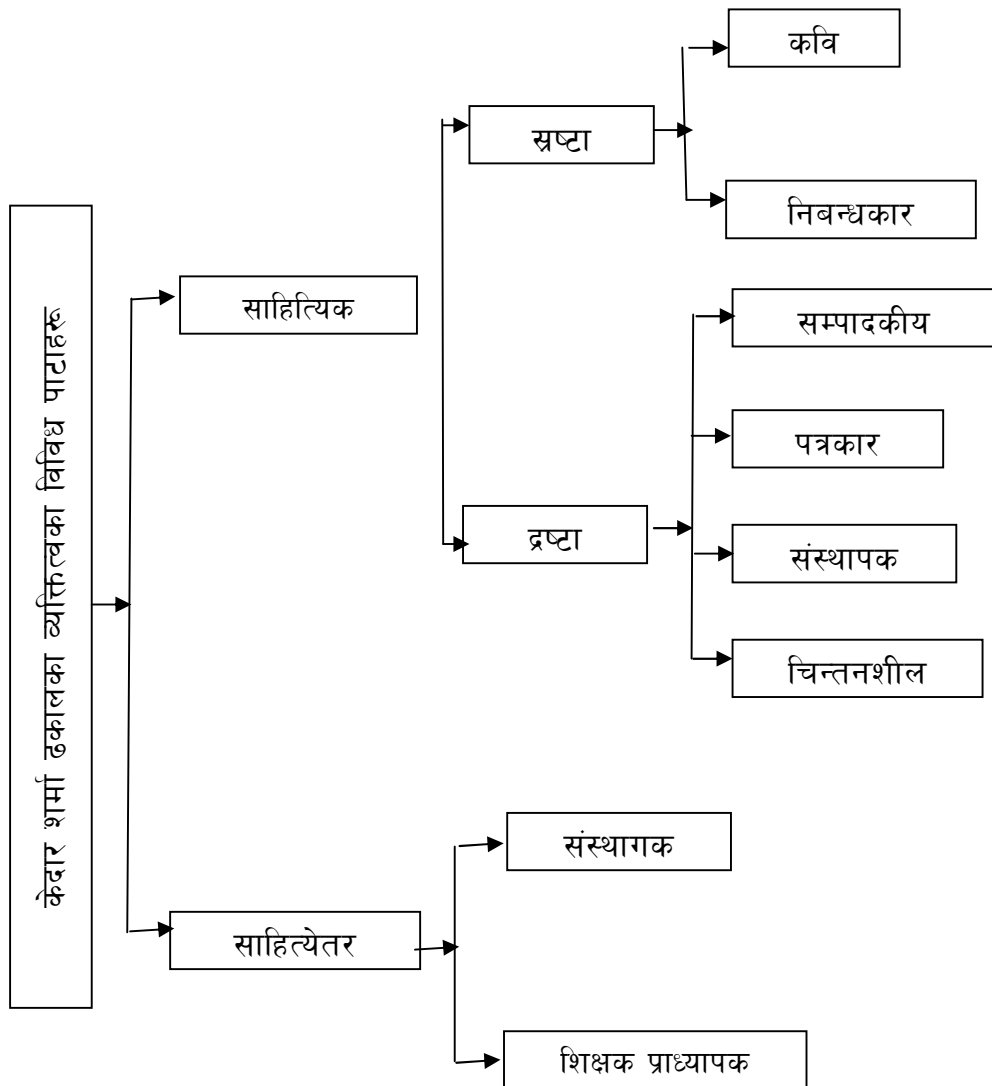 केदार शर्मा ढकालका व्यक्तित्वका विविध पाटाहरू
साहित्यिक
स्रष्टा
कवि
निबन्धकार
द्रष्टा
सम्पादकीय
पत्रकार
संस्थापक
चिन्तनशील
साहित्येतर
संस्थागक
शिक्षक प्राध्यापक